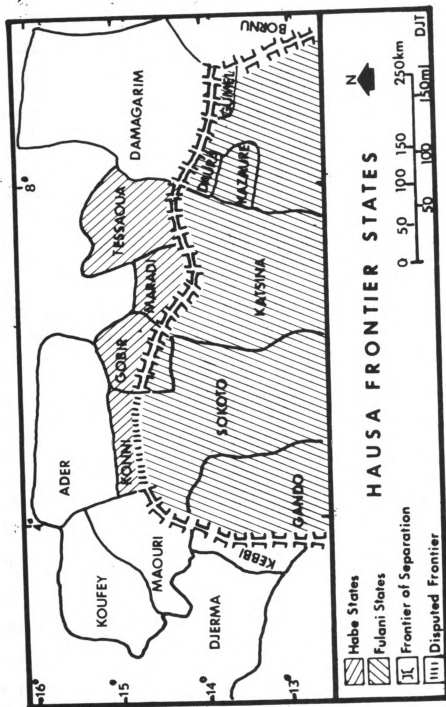 4°
8°
16°
15°
14°
13°
KOUFEY
ADER
DAMAGARIM
MAOURI
KONNI
GOBIR
MARADI
TESSAOUA
DJERMA
KEBBI
GANDO
SOKOTO
KATSINA
DAURA
KAZAURE
GUMEL
BORNU
HAUSA FRONTIER STATES
Habe States
Fulani States
Frontier of Separation
Disputed Frontier
N
0 50 100 150 250km
50 100 150ml
DJT